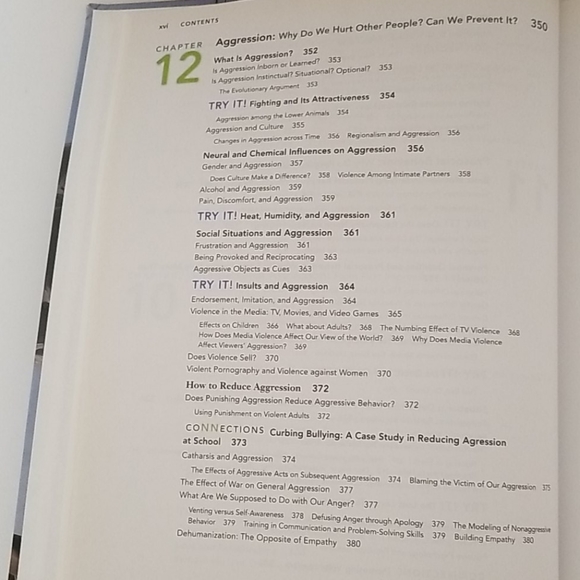 xvi CONTENTS
CHAPTER
12
Aggression: Why Do We Hurt Other People? Can We Prevent It? 350
What Is Aggression? 352
Is Aggression Inborn or Learned? 353
Is Aggression Instinctual? Situational? Optional? 353
The Evolutionary Argument 353
TRY IT! Fighting and Its Attractiveness 354
Aggression among the Lower Animals 354
Aggression and Culture 355
Changes in Aggression across Time 356 Regionalism and Aggression 356
Neural and Chemical Influences on Aggression 356
Gender and Aggression 357
Does Culture Make a Difference? 358 Violence Among Intimate Partners 358
Alcohol and Aggression 359
Pain, Discomfort, and Aggression 359
TRY IT! Heat, Humidity, and Aggression 361
Social Situations and Aggression 361
Frustration and Aggression 361
Being Provoked and Reciprocating 363
Aggressive Objects as Cues 363
TRY IT! Insults and Aggression 364
Endorsement, Imitation, and Aggression 364
Violence in the Media: TV, Movies, and Video Games 365
Effects on Children 366 What about Adults? 368 The Numbing Effect of TV Violence 368
How Does Media Violence Affect Our View of the World? 369 Why Does Media Violence
Affect Viewers' Aggression? 369
Does Violence Sell? 370
Violent Pornography and Violence against Women 370
How to Reduce Aggression 372
Does Punishing Aggression Reduce Aggressive Behavior? 372
Using Punishment on Violent Adults 372
CONNECTIONS Curbing Bullying: A Case Study in Reducing Agression
at School 373
Catharsis and Aggression 374
The Effects of Aggressive Acts on Subsequent Aggression 374 Blaming the Victim of Our Aggression 375
The Effect of War on General Aggression 377
What Are We Supposed to Do with Our Anger? 377
Venting versus Self-Awareness 378 Defusing Anger through Apology 379 The Modeling of Nonaggressive
Behavior 379 Training in Communication and Problem-Solving Skills 379 Building Empathy 380
Dehumanization: The Opposite of Empathy 380